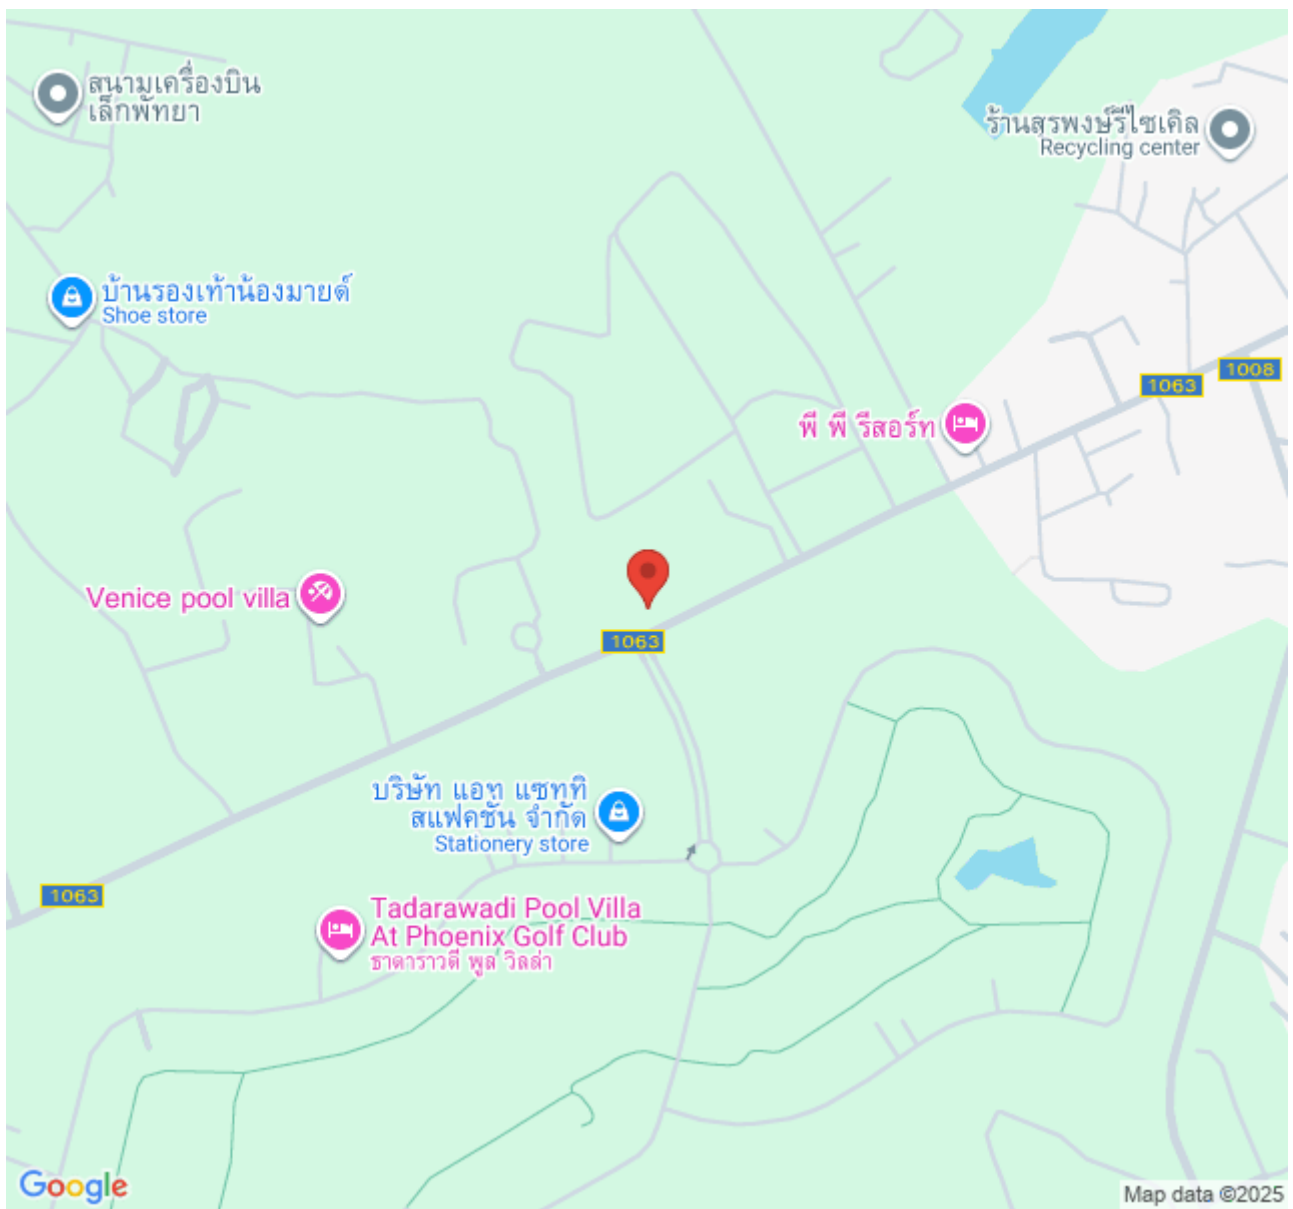 สนามเครื่องบิน
เล็กพัทยา
ร้านสุรพงษ์รีไซเคิล
Recycling center
บ้านรองเท้าน้องมายด์
Shoe store
1008
1063
พี พี รีสอร์ท
Venice pool villa
1063
บริษัท แอท แซทที
สแฟคชั่น จำกัด
Stationery store
1063
Tadarawadi Pool Villa
At Phoenix Golf Club
ธาดาราวดี พูล วิลล่า
Google
Map data ©2025